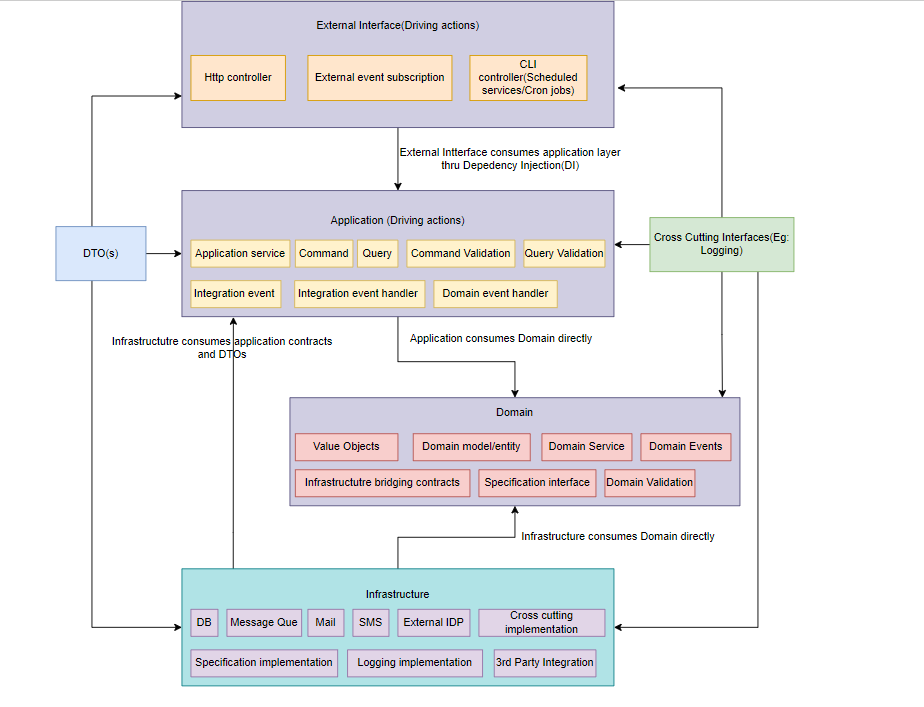 External Interface(Driving actions)
Http controller
External event subscription
CLI
controller(Scheduled
services/Cron jobs)
External Intterface consumes application layer
thru Depedency Injection(DI)
DTO(s)
Application (Driving actions)
Application service
Command
Query
Command Validation
Query Validation
Integration event
Integration event handler
Domain event handler
Cross Cutting Interfaces(Eg:
Logging)
Infrastructutre consumes application contracts
and DTOs
Application consumes Domain directly
Domain
Value Objects
Domain model/entity
Domain Service
Domain Events
Infrastructutre bridging contracts
Specification interface
Domain Validation
Infrastructure consumes Domain directly
Infrastructure
DB
Message Que
Mail
SMS
External IDP
Cross cutting
implementation
Specification implementation
Logging implementation
3rd Party Integration